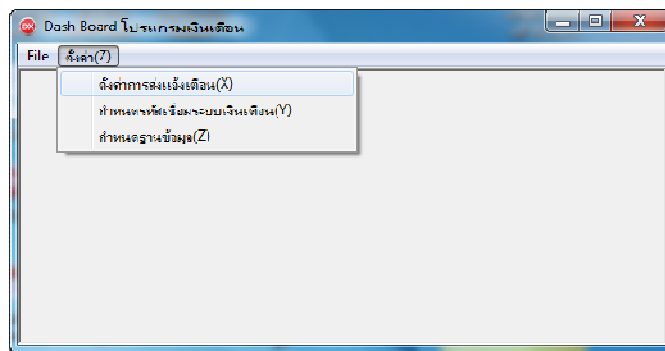 Dash Board โปรแกรมเงินเดือน
File ตั้งค่า(Z)
ตั้งค่าการส่งแจ้งเตือน(X)
กำหนดรหัสเชื่อมระบบเงินเดือน(Y)
กำหนดฐานข้อมูล(Z)